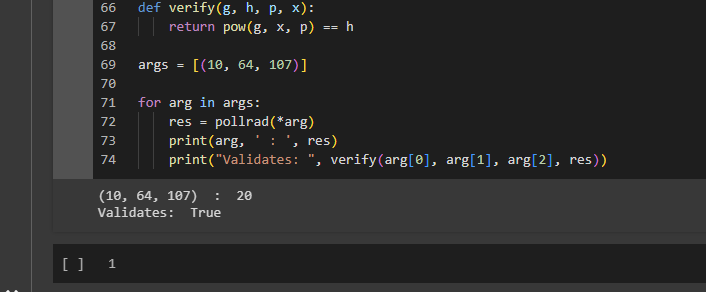 66 def verify(g, h, p, x):
67     return pow(g, x, p) == h
68
69 args = [(10, 64, 107)]
70
71 for arg in args:
72     res = pollrad(*arg)
73     print(arg, ' : ', res)
74     print("Validates: ", verify(arg[0], arg[1], arg[2], res))
(10, 64, 107)  :  20
Validates:  True
[ ] 1